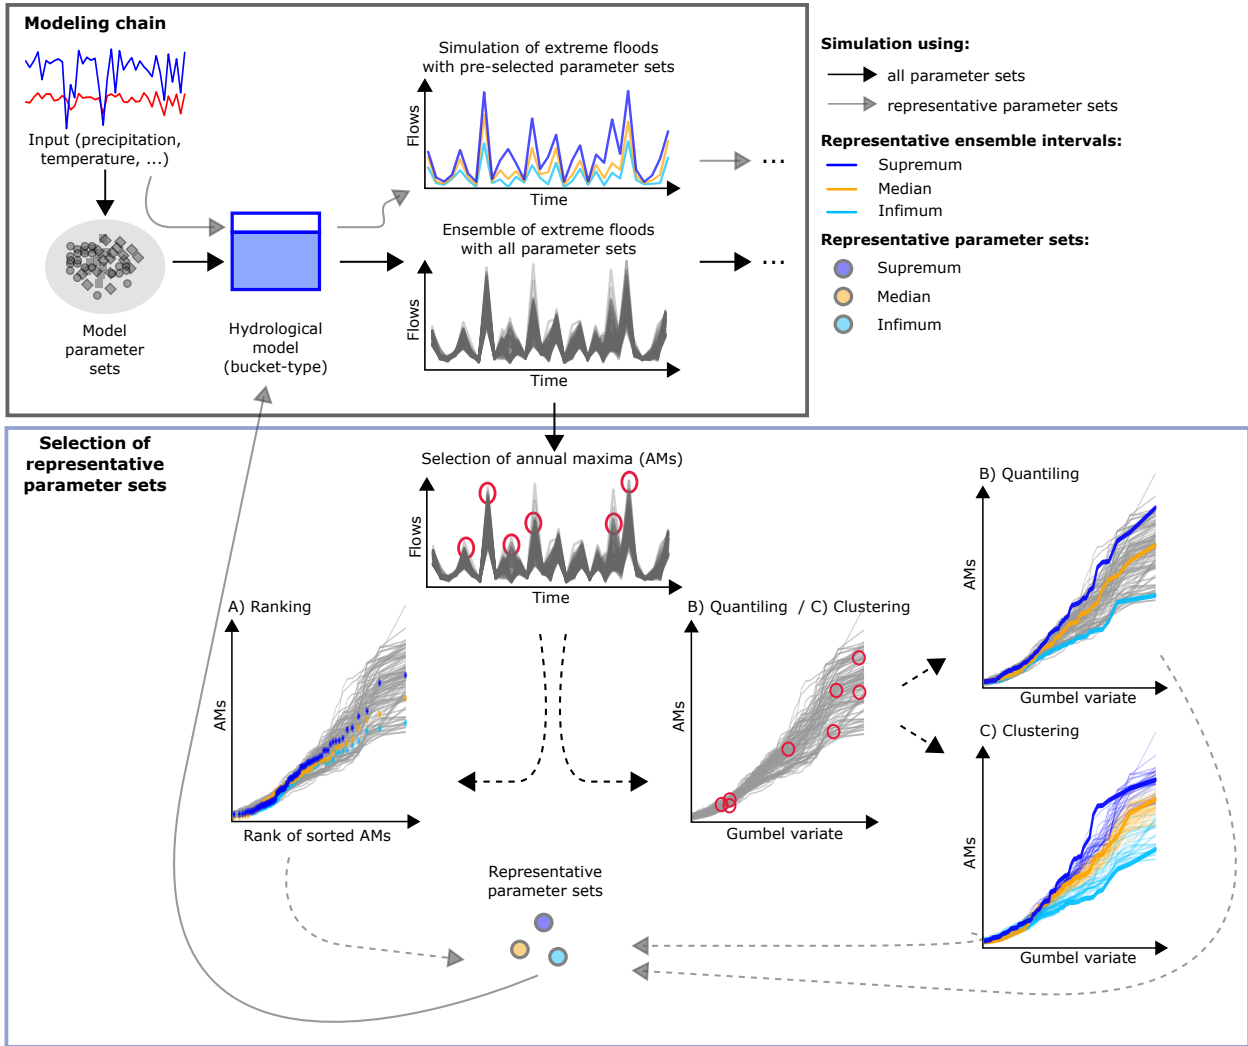 Modeling chain
Input (precipitation,
temperature, ...)
Model
parameter
sets
Hydrological
model
(bucket-type)
Simulation of extreme floods
with pre-selected parameter sets
Flows
Time
...
Ensemble of extreme floods
with all parameter sets
Flows
Time
...
Simulation using:
all parameter sets
representative parameter sets
Representative ensemble intervals:
Supremum
Median
Infimum
Representative parameter sets:
Supremum
Median
Infimum
Selection of
representative
parameter sets
Selection of annual maxima (AMs)
Flows
Time
A) Ranking
AMs
Rank of sorted AMs
B) Quantiling / C) Clustering
AMs
Gumbel variate
B) Quantiling
AMs
Gumbel variate
C) Clustering
AMs
Gumbel variate
Representative
parameter sets